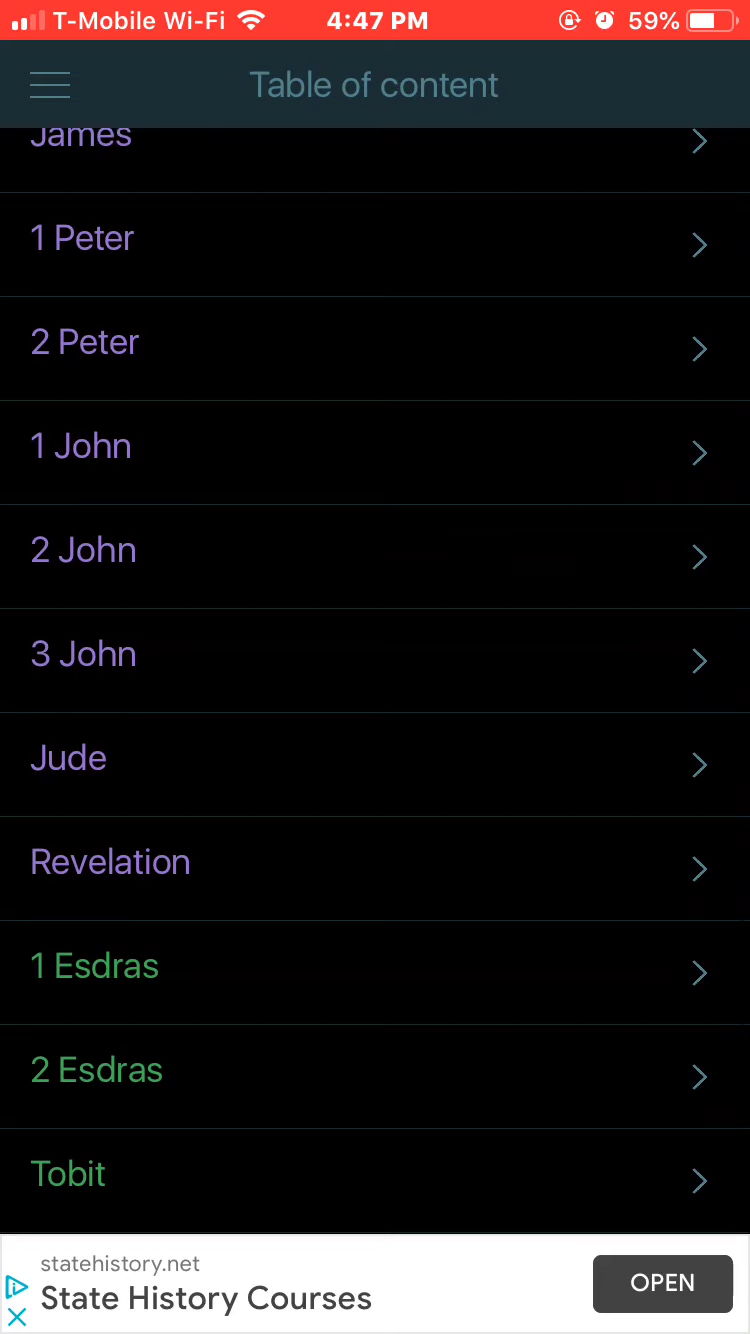 T-Mobile Wi-Fi 4:47 PM 59%
Table of content
James
1 Peter
2 Peter
1 John
2 John
3 John
Jude
Revelation
1 Esdras
2 Esdras
Tobit
statehistory.net
State History Courses
OPEN